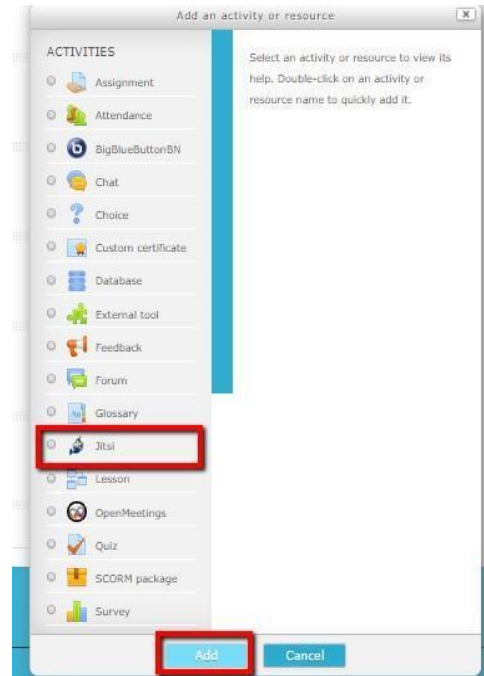 Add an activity or resource
ACTIVITIES
Assignment
Attendance
BigBlueButtonBN
Chat
Choice
Custom certificate
Database
External tool
Feedback
Forum
Glossary
Jitsi
Lesson
OpenMeetings
Quiz
SCORM package
Survey
Select an activity or resource to view its
help. Double-click on an activity or
resource name to quickly add it.
Add
Cancel